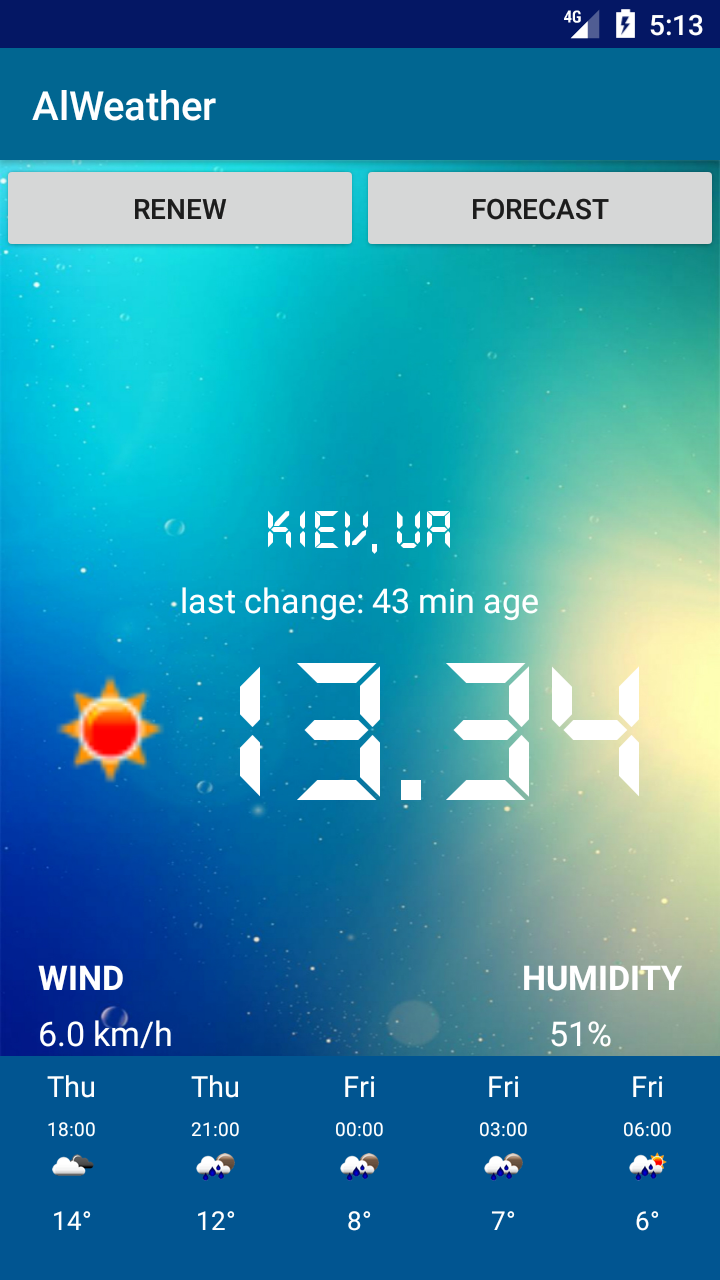 4G 5:13
AlWeather
RENEW FORECAST
KIEV, UA
last change: 43 min age
13.34
WIND HUMIDITY
6.0 km/h 51%
Thu Thu Fri Fri Fri
18:00 21:00 00:00 03:00 06:00
14° 12° 8° 7° 6°